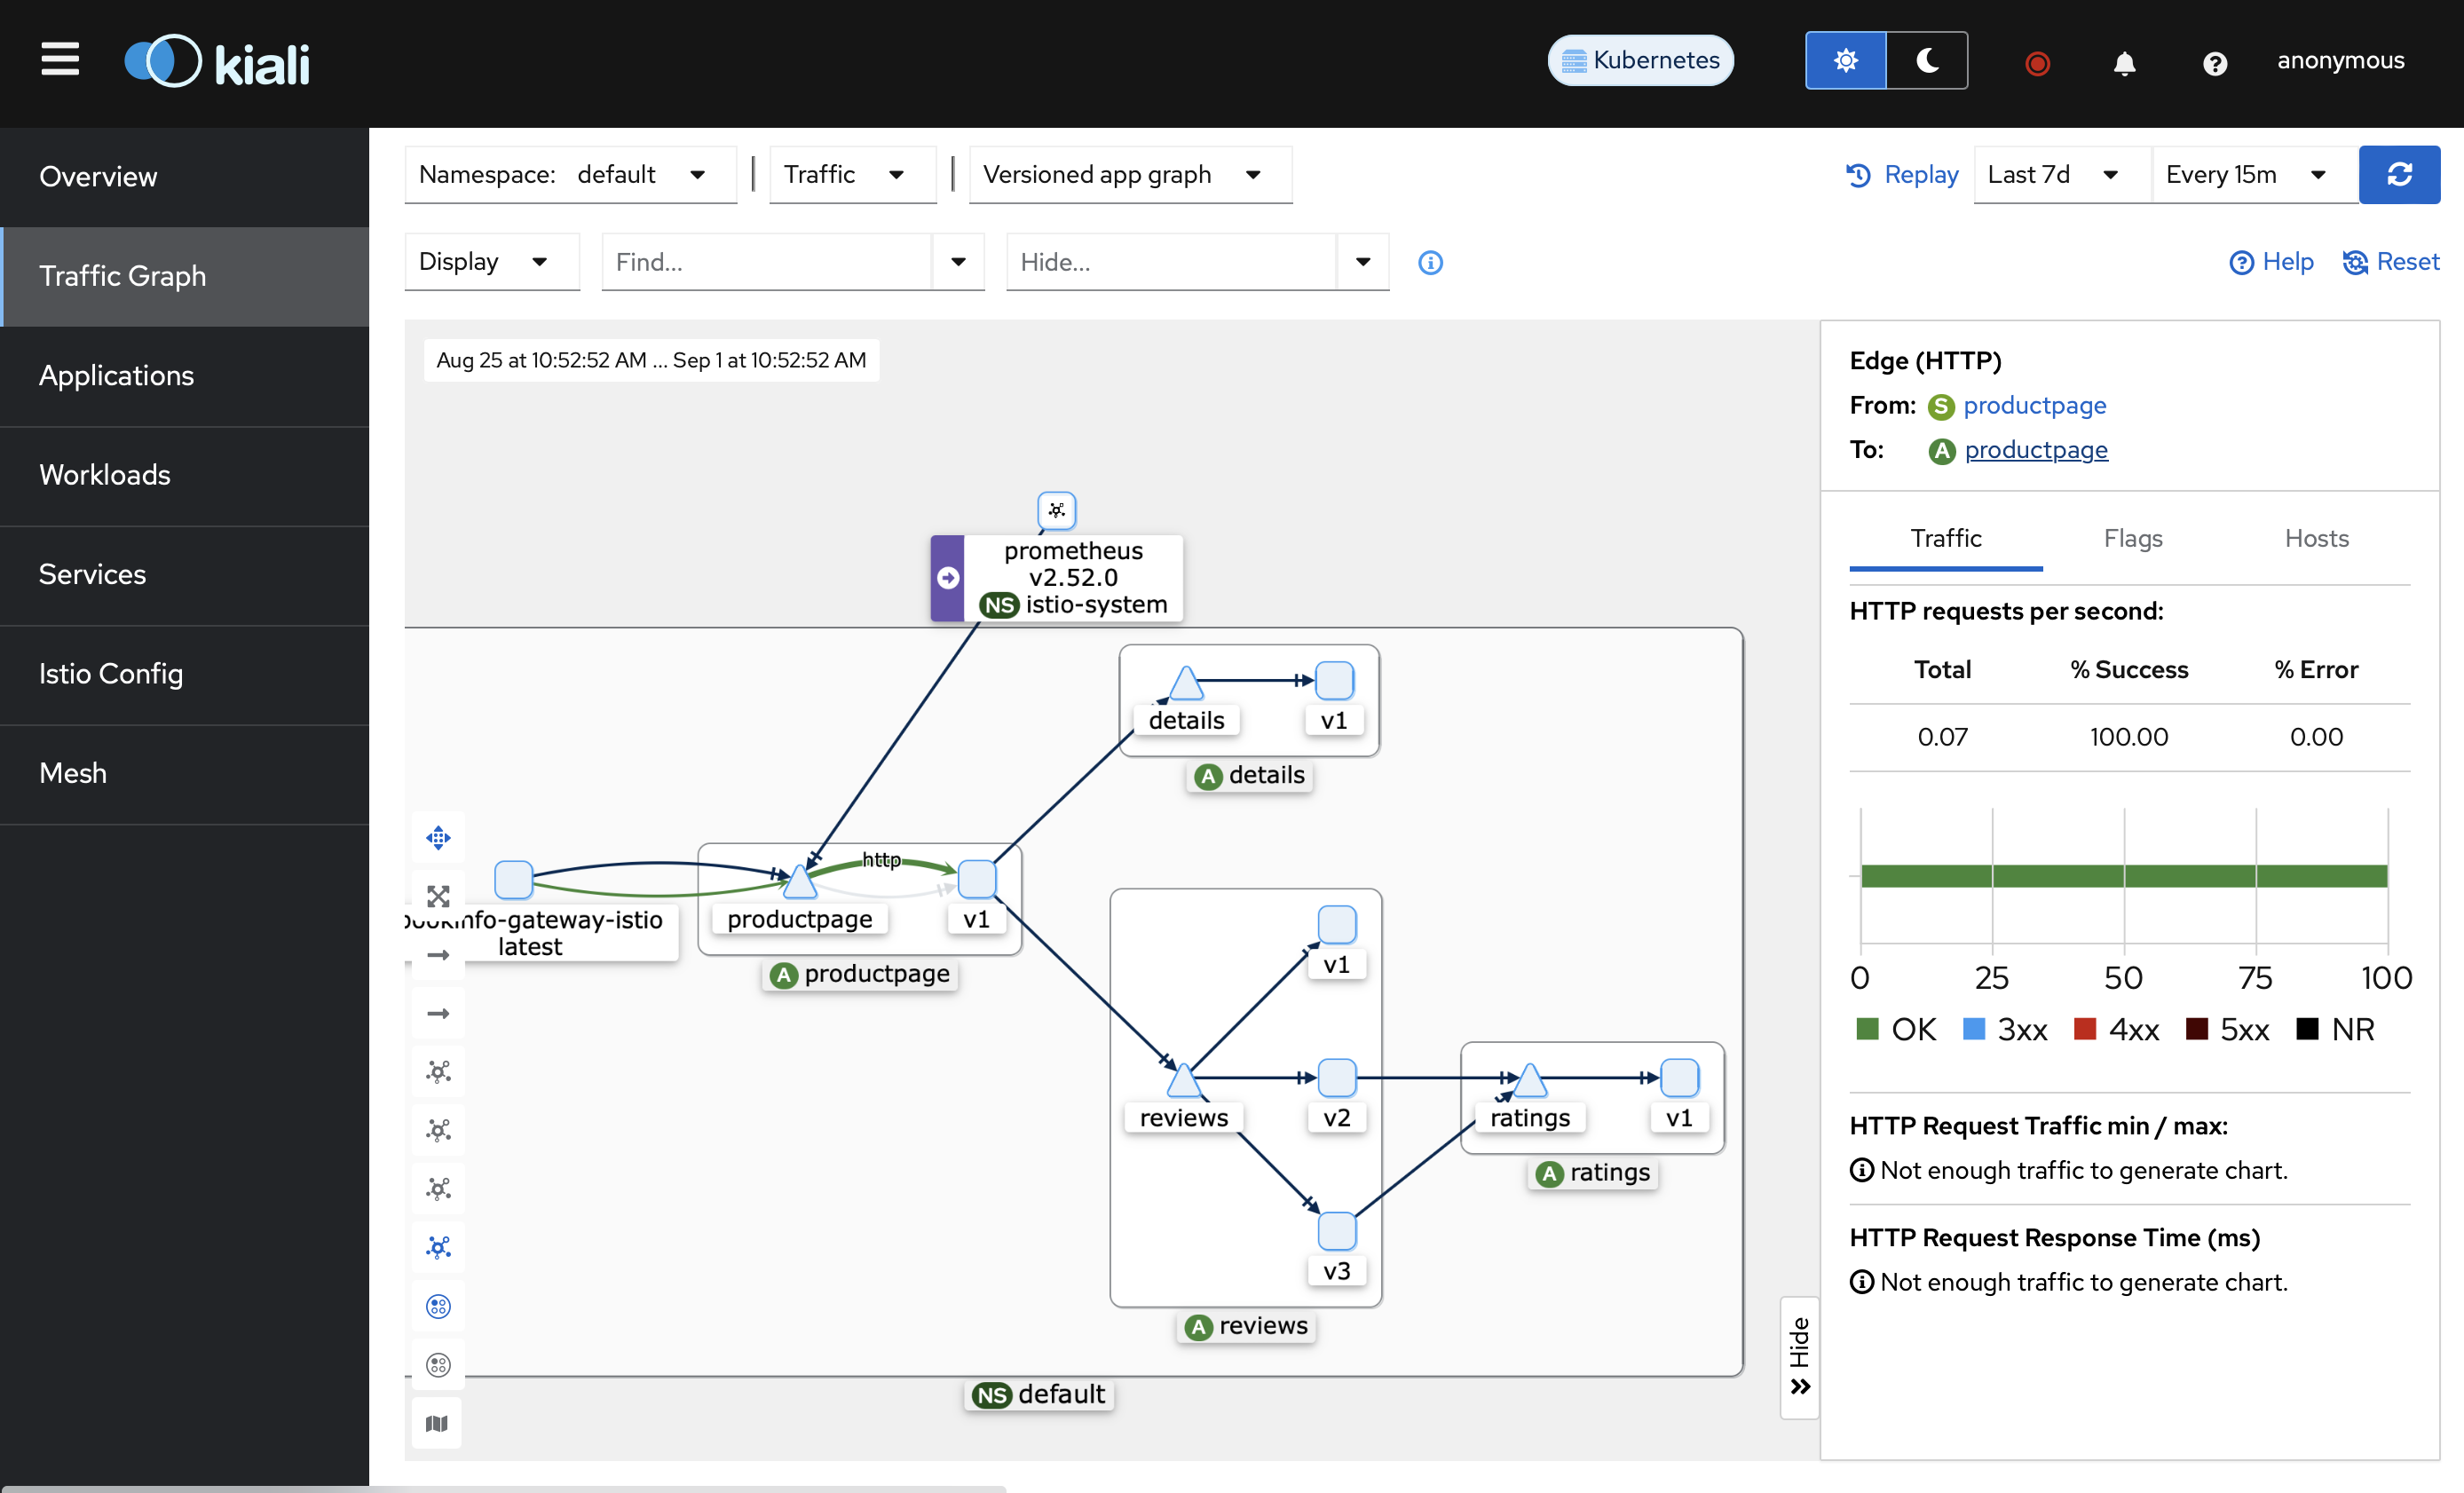 kiali
Kubernetes
anonymous
Overview
Traffic Graph
Applications
Workloads
Services
Istio Config
Mesh
Namespace: default
Traffic
Versioned app graph
Replay
Last 7d
Every 15m
Display
Find...
Hide...
Help
Reset
Aug 25 at 10:52:52 AM ... Sep 1 at 10:52:52 AM
prometheus
v2.52.0
NS istio-system
details
v1
A details
http
latest
productpage
v1
A productpage
v1
reviews
v2
v3
A reviews
ratings
v1
A ratings
NS default
Hide
Edge (HTTP)
From: S productpage
To: A productpage
Traffic
Flags
Hosts
HTTP requests per second:
Total % Success % Error
0.07 100.00 0.00
0 25 50 75 100
OK 3xx 4xx 5xx NR
HTTP Request Traffic min / max:
Not enough traffic to generate chart.
HTTP Request Response Time (ms)
Not enough traffic to generate chart.